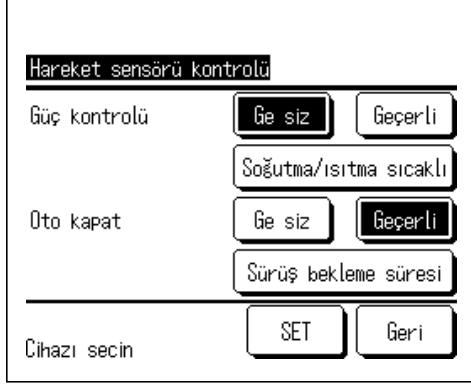 Hareket sensörü kontrolü
Güç kontrolü Ge siz Geçerli
Soğutma/ısıtma sıcaklı
Oto kapat Ge siz Geçerli
Sürüş bekleme süresi
SET Geri
Cihazı secin